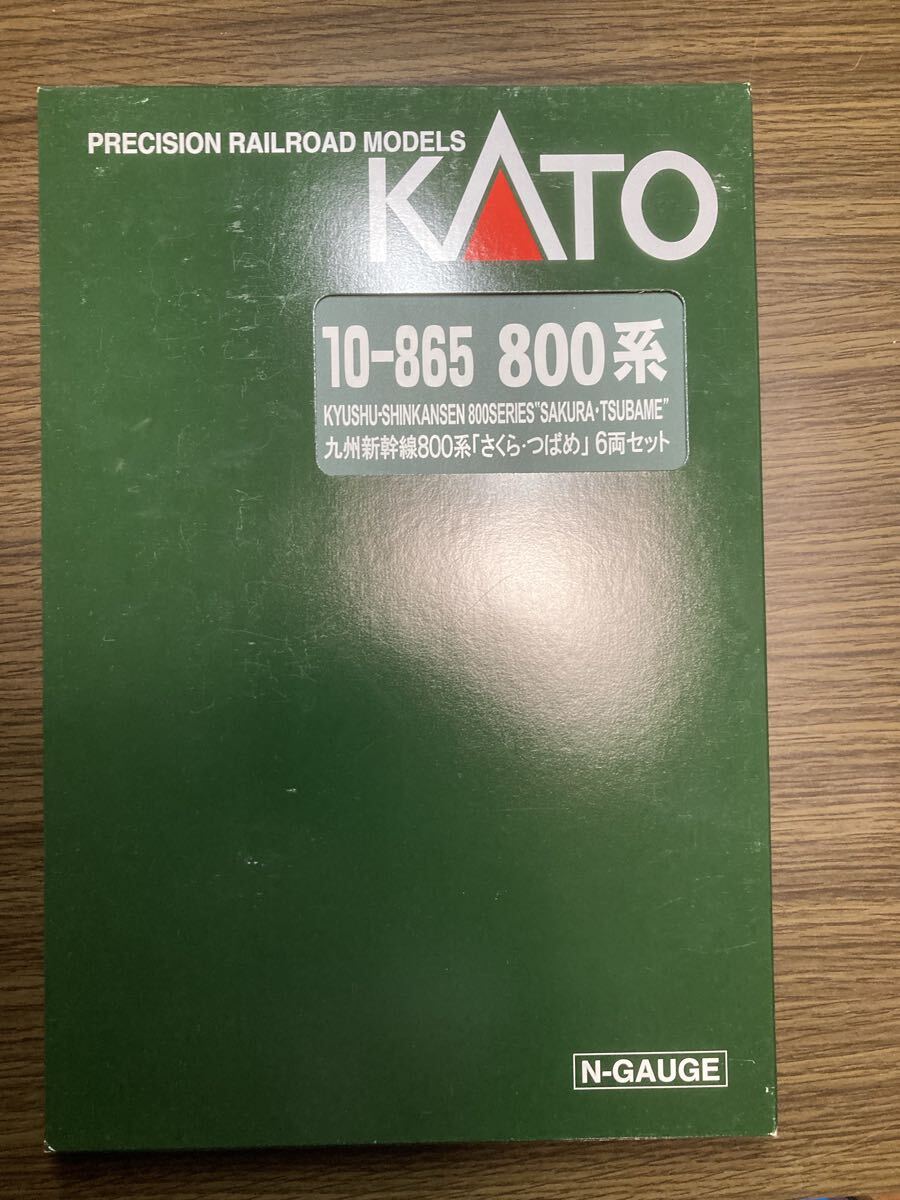 PRECISION RAILROAD MODELS
KATO
10-865 800系
KYUSHU-SHINKANSEN 800SERIES"SAKURA・TSUBAME"
九州新幹線800系「さくら・つばめ」6両セット
N-GAUGE